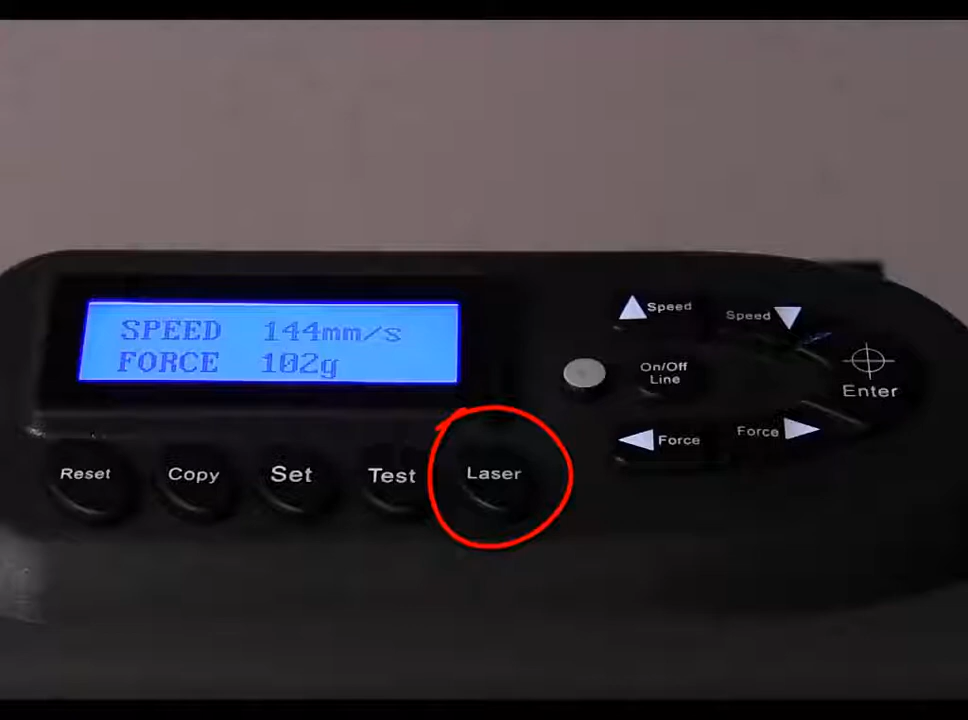 SPEED 144mm/s
FORCE 102g
Reset Copy Set Test Laser
Speed Speed
On/Off
Line
Enter
Force Force